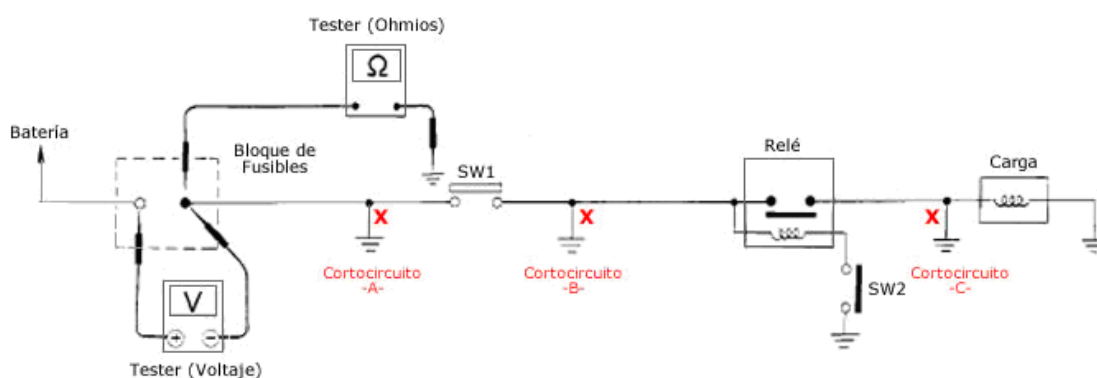 Tester (Ohmios)
Ω
Batería
Bloque de
Fusibles
SW1
Relé
Carga
X
X
X
Cortocircuito
-A-
Cortocircuito
-B-
Cortocircuito
-C-
SW2
V
+
-
Tester (Voltaje)